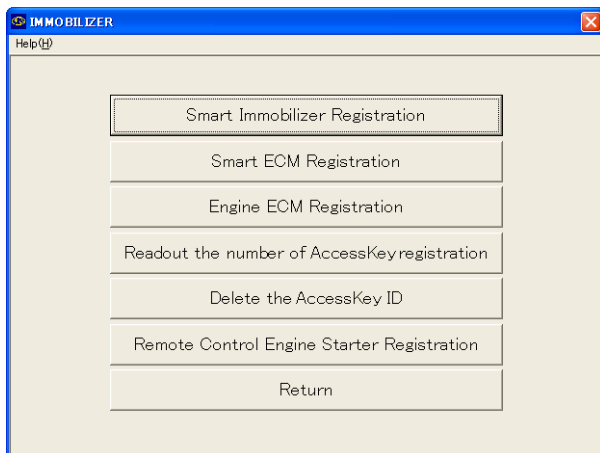 IMMOBILIZER
Help(H)
Smart Immobilizer Registration
Smart ECM Registration
Engine ECM Registration
Readout the number of AccessKey registration
Delete the AccessKey ID
Remote Control Engine Starter Registration
Return